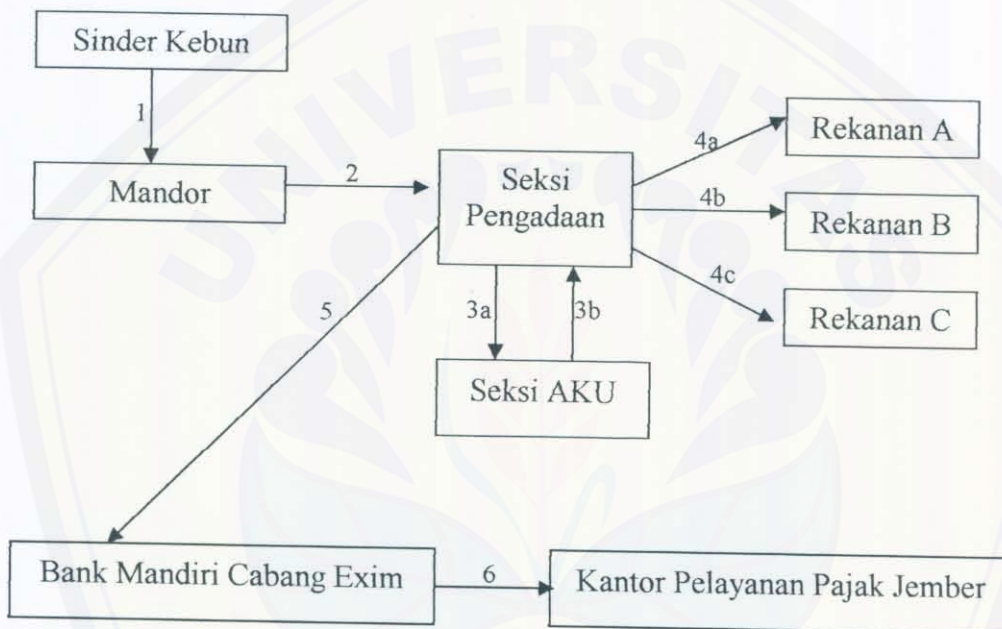 Sinder Kebun
1
Mandor
2
Seksi
Pengadaan
4a
Rekanan A
4b
Rekanan B
4c
Rekanan C
5
3a
3b
Seksi AKU
Bank Mandiri Cabang Exim
6
Kantor Pelayanan Pajak Jember
UNIVERSITAS